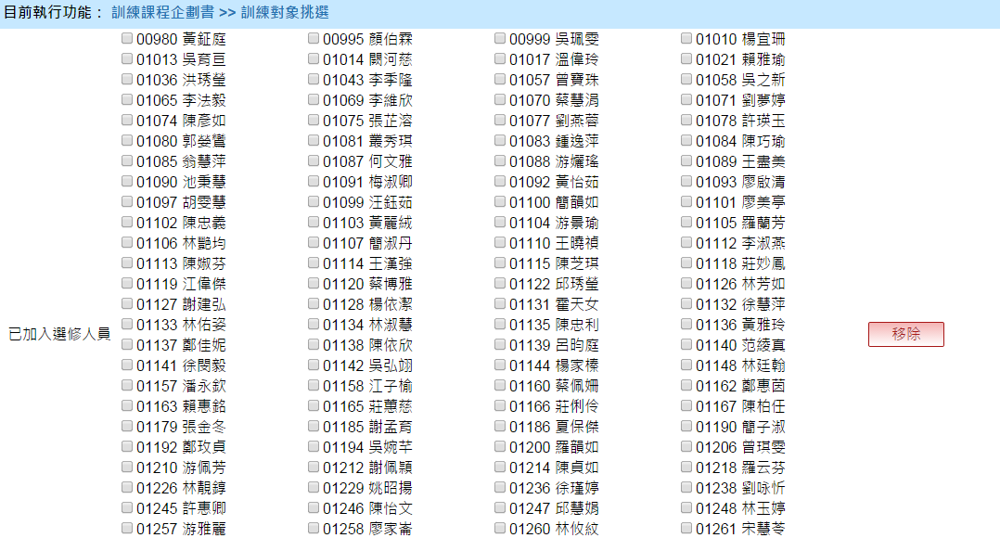 目前執行功能： 訓練課程企劃書 >> 訓練對象挑選
00980 黃鉦庭 00995 顏伯霖 00999 吳珮雯 01010 楊宜珊
01013 吳育亘 01014 闕河慈 01017 溫偉玲 01021 賴雅瑜
01036 洪琇瑩 01043 李季隆 01057 曾寶珠 01058 吳之新
01065 李法毅 01069 李維欣 01070 蔡慧涓 01071 劉夢婷
01074 陳彥如 01075 張芷溶 01077 劉燕蓉 01078 許瑛玉
01080 郭嫈鸞 01081 叢秀琪 01083 鍾逸萍 01084 陳巧瑜
01085 翁慧萍 01087 何文雅 01088 游孋瑤 01089 王盡美
01090 池秉慧 01091 梅淑卿 01092 黃怡茹 01093 廖啟清
01097 胡雯慧 01099 汪鈺茹 01100 簡韻如 01101 廖美亭
01102 陳忠義 01103 黃麗絨 01104 游景瑜 01105 羅蘭芳
01106 林艷均 01107 簡淑丹 01110 王曉禎 01112 李淑燕
01113 陳婌芬 01114 王漢強 01115 陳芝琪 01118 莊妙鳳
01119 江偉傑 01120 蔡博雅 01122 邱琇瑩 01126 林芳如
01127 謝建弘 01128 楊依潔 01131 霍天女 01132 徐慧萍
已加入選修人員 01133 林佑姿 01134 林淑慧 01135 陳忠利 01136 黃雅玲 移除
01137 鄭佳妮 01138 陳依欣 01139 呂昀庭 01140 范綾真
01141 徐閔毅 01142 吳弘翊 01144 楊家榛 01148 林廷翰
01157 潘永欽 01158 江子榆 01160 蔡佩姍 01162 鄭惠茵
01163 賴惠銘 01165 莊蕙慈 01166 莊俐伶 01167 陳柏任
01179 張金冬 01185 謝孟育 01186 夏保傑 01190 簡子淑
01192 鄭玫貞 01194 吳婉芊 01200 羅韻如 01206 曾琪雯
01210 游佩芳 01212 謝佩穎 01214 陳貞如 01218 羅云芬
01226 林靚錞 01229 姚昭揚 01236 徐瑾婷 01238 劉咏忻
01245 許惠卿 01246 陳怡文 01247 邱慧娟 01248 林玉婷
01257 游雅麗 01258 廖家崙 01260 林攸紋 01261 宋慧苓